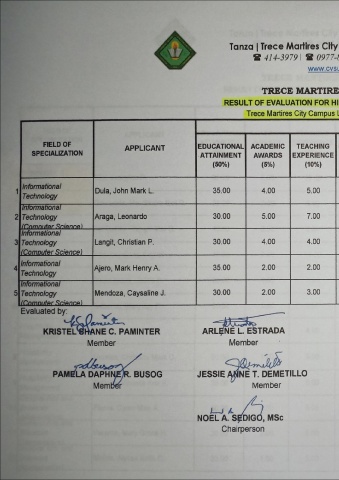 Tanza | Trece Martires City
☎ 414-3979 | ☎ 0977-8
www.cvsu
TRECE MARTIRE
RESULT OF EVALUATION FOR HI
Trece Martires City Campus L
FIELD OF SPECIALIZATION APPLICANT EDUCATIONAL ATTAINMENT (50%) ACADEMIC AWARDS (5%) TEACHING EXPERIENCE (10%)
1 Informational Technology Dula, John Mark L. 35.00 4.00 5.00
2 Informational Technology (Computer Science) Araga, Leonardo 30.00 5.00 7.00
3 Informational Technology (Computer Science) Langit, Christian P. 30.00 4.00 4.00
4 Informational Technology Ajero, Mark Henry A. 35.00 2.00 2.00
5 Informational Technology (Computer Science) Mendoza, Caysaline J. 30.00 2.00 3.00
Evaluated by:
KRISTEL SHANE C. PAMINTER ARLENE L. ESTRADA
Member Member
PAMELA DAPHNE R. BUSOG JESSIE ANNE T. DEMETILLO
Member Member
NOEL A. SEDIGO, MSc
Chairperson